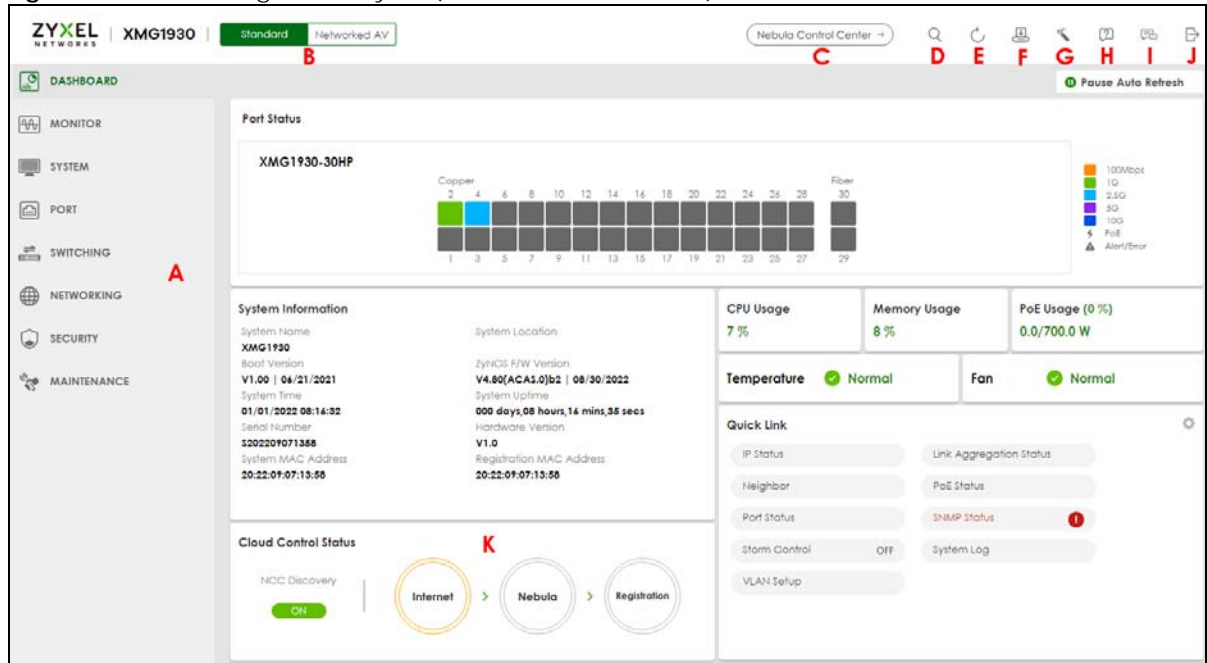 ZYXEL
NETWORKS
XMG1930
Standard
Networked AV
Nebula Control Center →
B
C
D
E
F
G
H
I
J
DASHBOARD
Pause Auto Refresh
MONITOR
SYSTEM
PORT
SWITCHING
A
NETWORKING
SECURITY
MAINTENANCE
Port Status
XMG1930-30HP
Copper
Fiber
2 4 6 8 10 12 14 16 18 20 22 24 26 28 30
1 3 5 7 9 11 13 15 17 19 21 23 25 27 29
100Mbps
1G
2.5G
5G
10G
PoE
Alert/Error
System Information
System Name
XMG1930
System Location
Boot Version
V1.00 | 06/21/2021
ZyNOS F/W Version
V4.80(ACAS.0)b2 | 08/30/2022
System Time
01/01/2022 08:16:32
System Uptime
000 days,08 hours,16 mins,35 secs
Serial Number
S202209071358
Hardware Version
V1.0
System MAC Address
20:22:09:07:13:58
Registration MAC Address
20:22:09:07:13:58
CPU Usage
7 %
Memory Usage
8 %
PoE Usage (0 %)
0.0/700.0 W
Temperature
Normal
Fan
Normal
Quick Link
IP Status
Link Aggregation Status
Neighbor
PoE Status
Port Status
SNMP Status
Storm Control OFF
System Log
VLAN Setup
Cloud Control Status
K
NCC Discovery
ON
Internet
Nebula
Registration